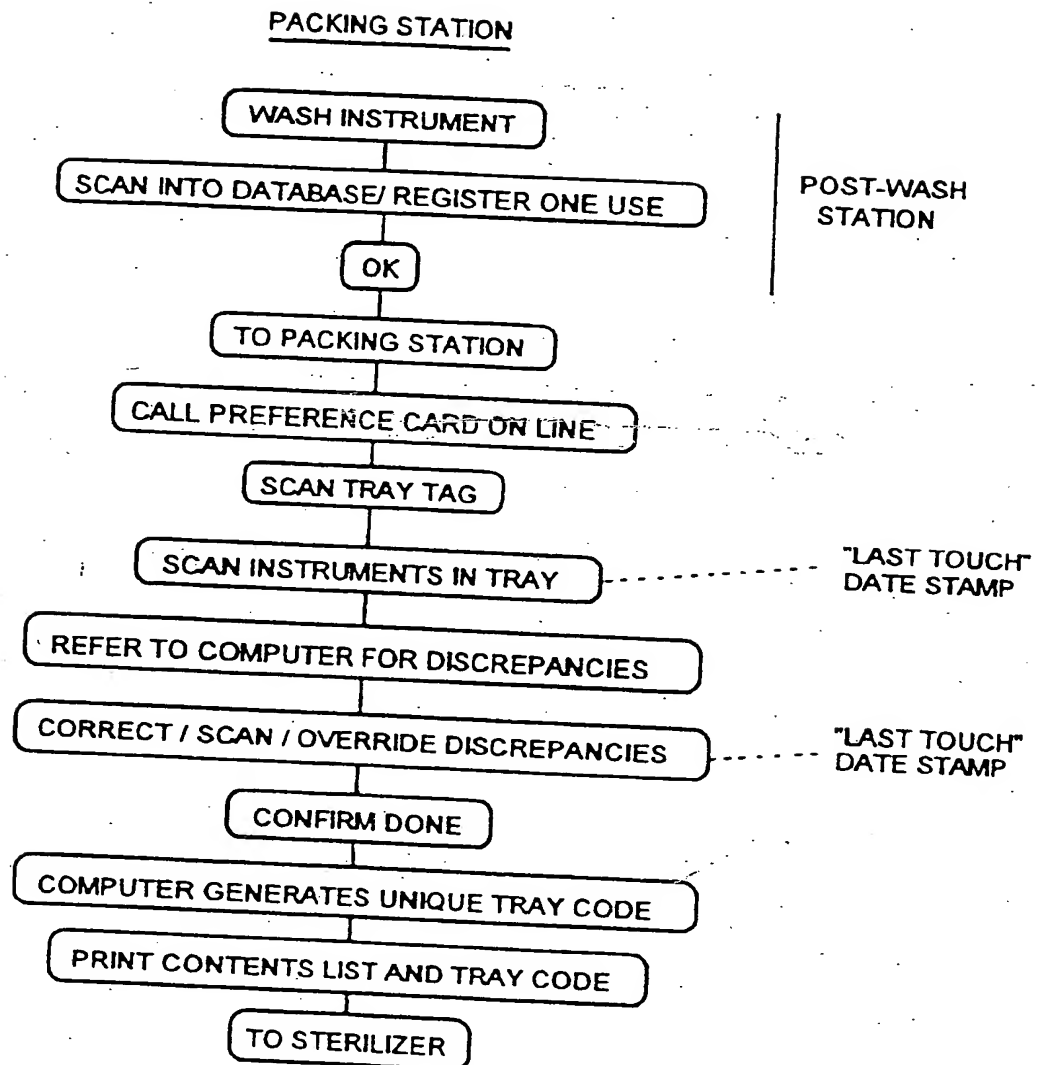 PACKING STATION
WASH INSTRUMENT
SCAN INTO DATABASE/ REGISTER ONE USE
POST-WASH
STATION
OK
TO PACKING STATION
CALL PREFERENCE CARD ON LINE
SCAN TRAY TAG
SCAN INSTRUMENTS IN TRAY
"LAST TOUCH"
DATE STAMP
REFER TO COMPUTER FOR DISCREPANCIES
CORRECT / SCAN / OVERRIDE DISCREPANCIES
"LAST TOUCH"
DATE STAMP
CONFIRM DONE
COMPUTER GENERATES UNIQUE TRAY CODE
PRINT CONTENTS LIST AND TRAY CODE
TO STERILIZER